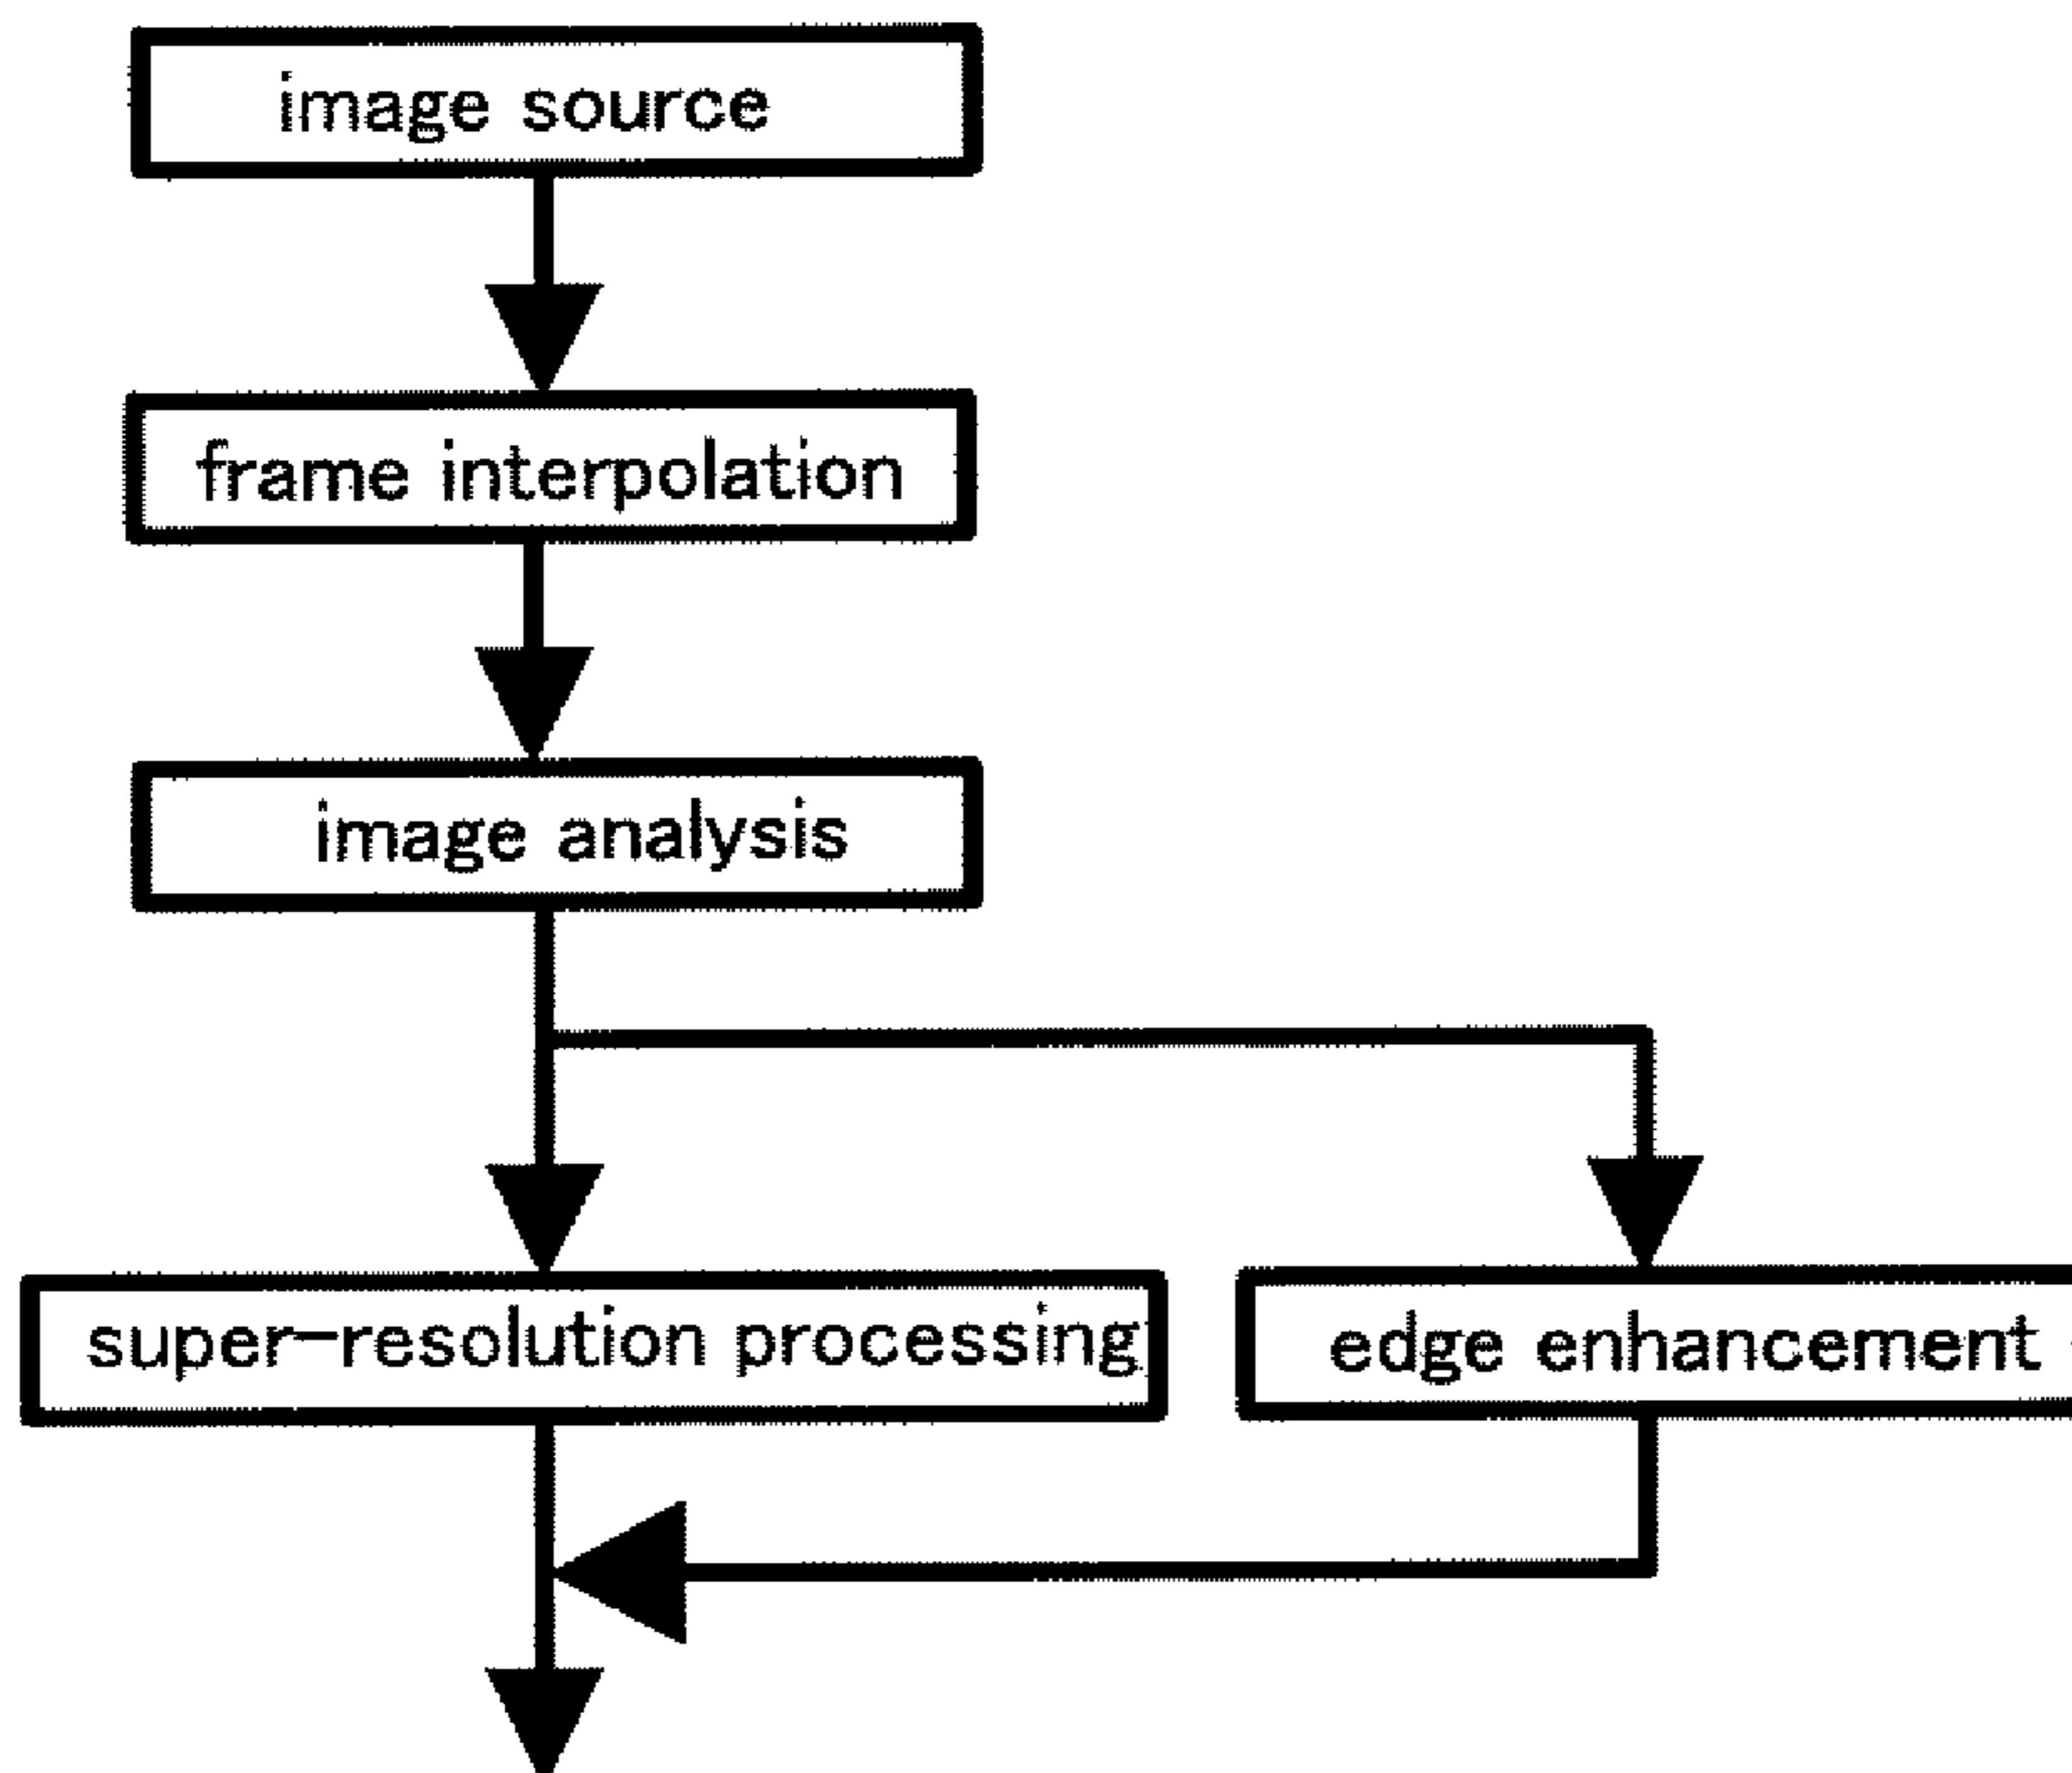 image source
frame interpolation
image analysis
super-resolution processing
edge enhancement